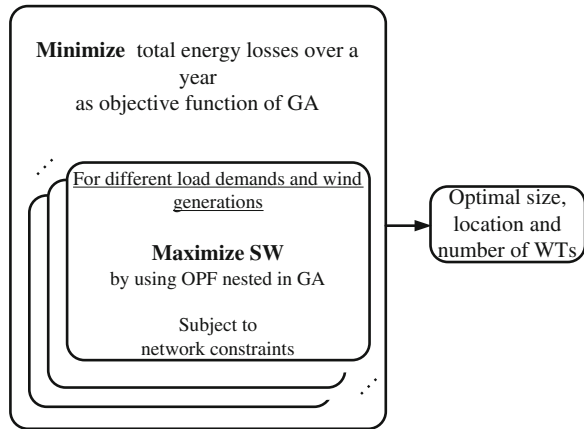 Minimize total energy losses over a
year
as objective function of GA
For different load demands and wind
generations
Maximize SW
by using OPF nested in GA
Subject to
network constraints
Optimal size,
location and
number of WTs